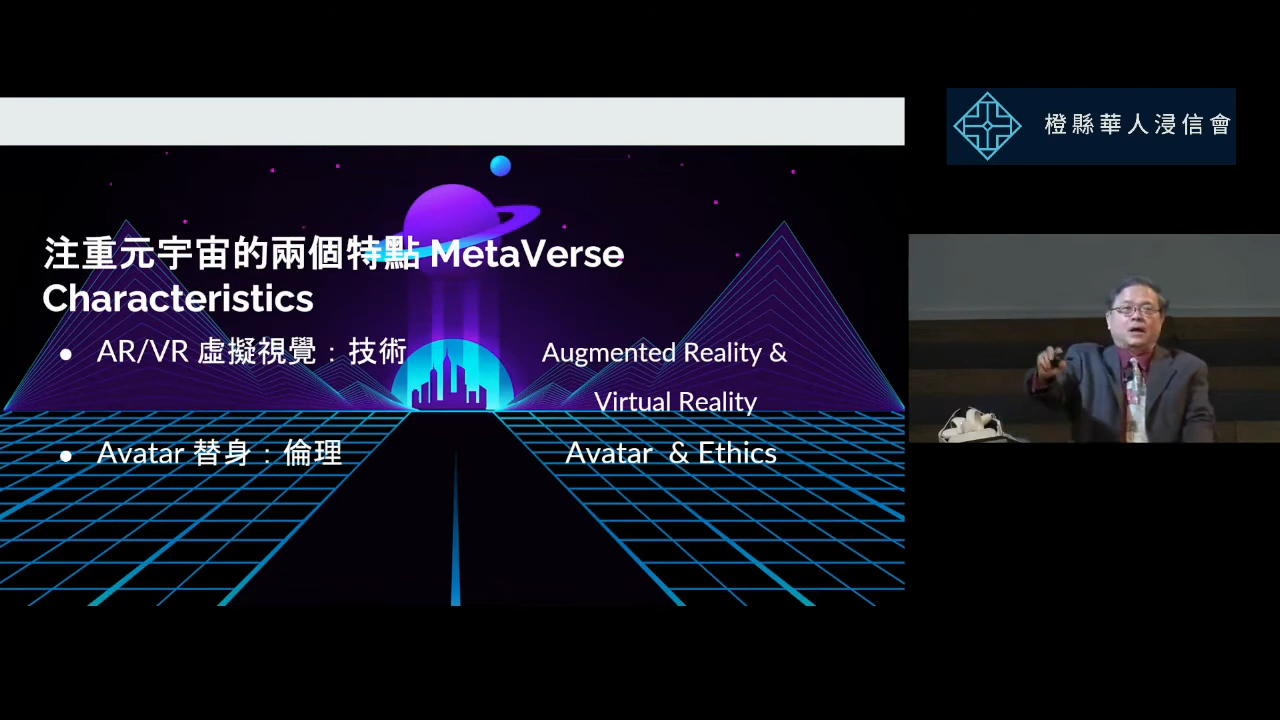 橙縣華人浸信會
注重元宇宙的兩個特點 MetaVerse
Characteristics
● AR/VR 虛擬視覺：技術 Augmented Reality &
Virtual Reality
● Avatar 替身：倫理 Avatar & Ethics